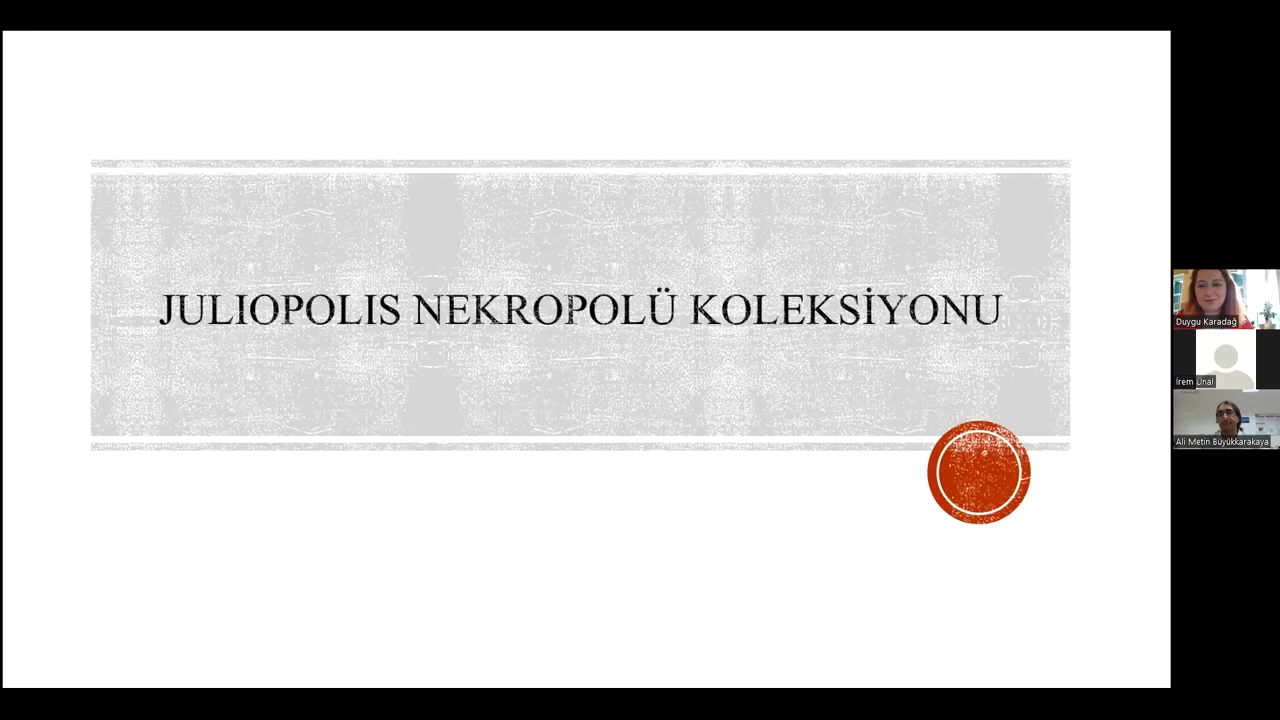 JULIOPOLIS NEKROPOLÜ KOLEKSİYONU
Duygu Karadağ
İrem Ünal
Ali Metin Büyükkarakaya